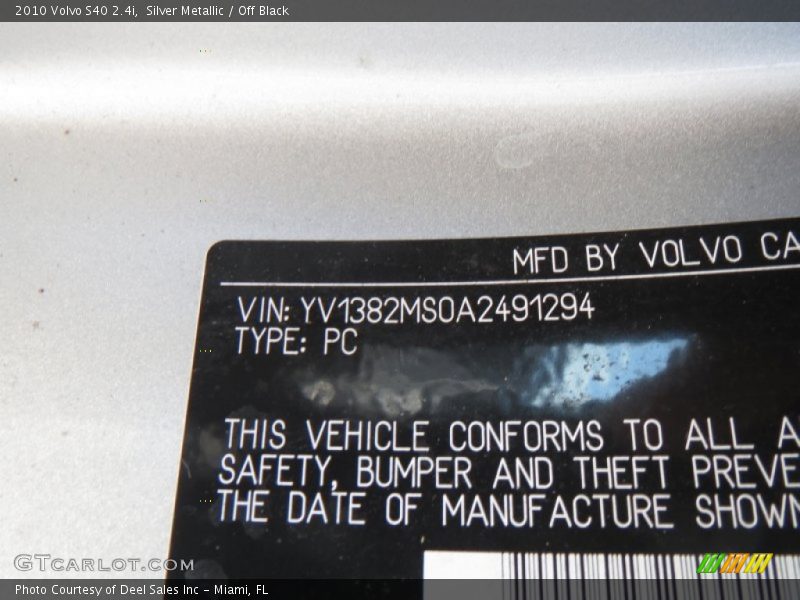 2010 Volvo S40 2.4i, Silver Metallic / Off Black
MFD BY VOLVO CA
VIN: YV1382MS0A2491294
TYPE: PC
THIS VEHICLE CONFORMS TO ALL A
SAFETY, BUMPER AND THEFT PREVE
THE DATE OF MANUFACTURE SHOWN
GTCarlot.com
Photo Courtesy of Deel Sales Inc - Miami, FL